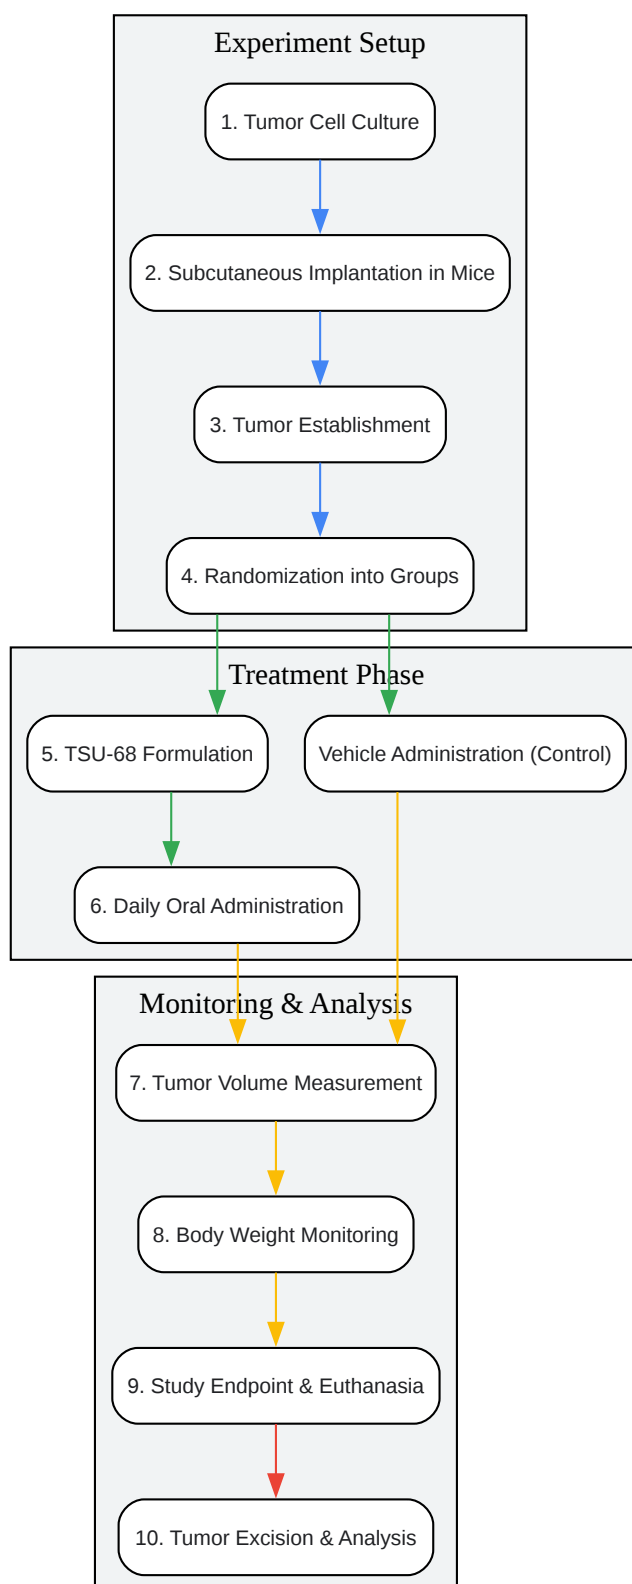 Experiment Setup
1. Tumor Cell Culture
2. Subcutaneous Implantation in Mice
3. Tumor Establishment
4. Randomization into Groups
Treatment Phase
5. TSU-68 Formulation
Vehicle Administration (Control)
6. Daily Oral Administration
Monitoring & Analysis
7. Tumor Volume Measurement
8. Body Weight Monitoring
9. Study Endpoint & Euthanasia
10. Tumor Excision & Analysis